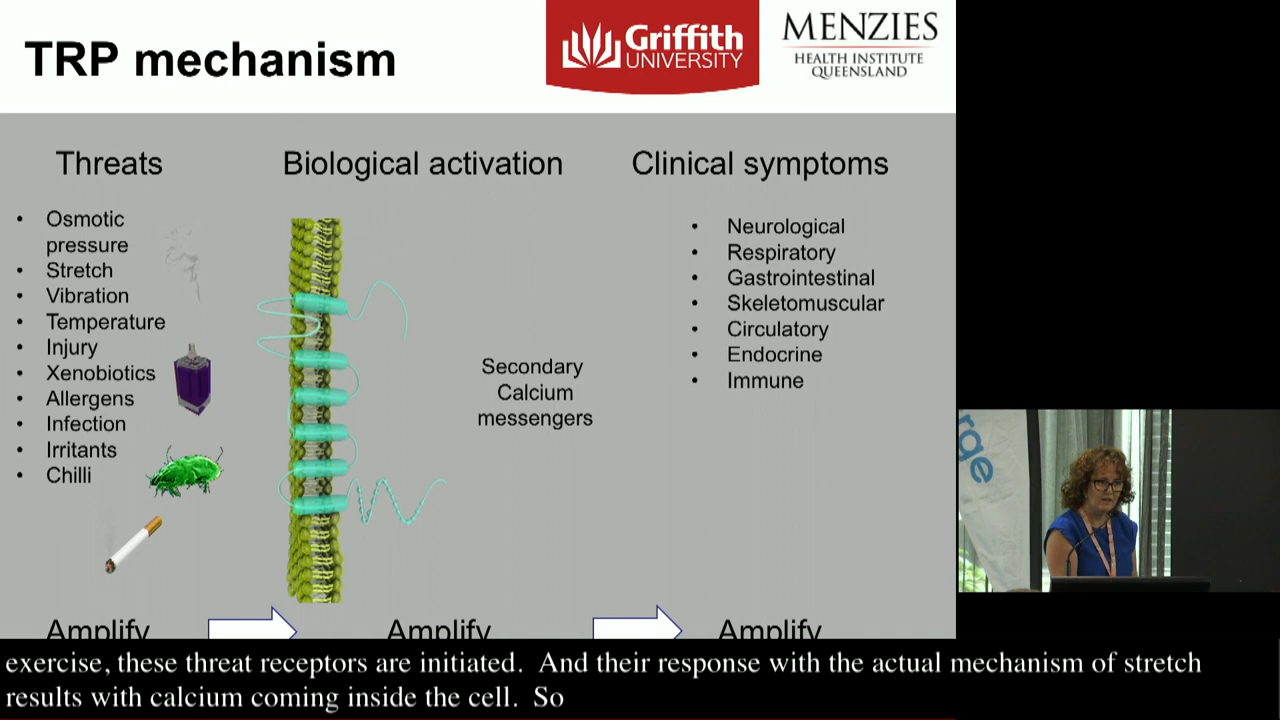 TRP mechanism
Griffith
UNIVERSITY
MENZIES
HEALTH INSTITUTE
QUEENSLAND
Threats
Biological activation
Clinical symptoms
• Osmotic
pressure
• Stretch
• Vibration
• Temperature
• Injury
• Xenobiotics
• Allergens
• Infection
• Irritants
• Chilli
Secondary
Calcium
messengers
• Neurological
• Respiratory
• Gastrointestinal
• Skeletomuscular
• Circulatory
• Endocrine
• Immune
rge
Amplify
Amplify
Amplify
exercise, these threat receptors are initiated. And their response with the actual mechanism of stretch
results with calcium coming inside the cell. So